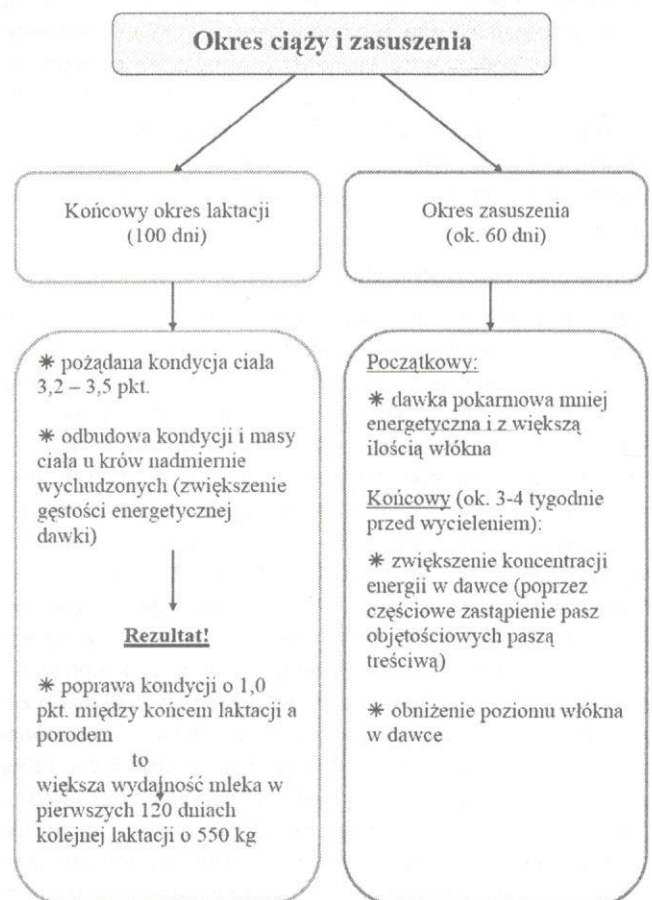 Okres ciąży i zasuszenia
Końcowy okres laktacji
(100 dni)
✳ pożądana kondycja ciała
3,2 – 3,5 pkt.
✳ odbudowa kondycji i masy
ciała u krów nadmiernie
wychudzonych (zwiększenie
gęstości energetycznej
dawki)
Rezultat!
✳ poprawa kondycji o 1,0
pkt. między końcem laktacji a
porodem
to
większa wydajność mleka w
pierwszych 120 dniach
kolejnej laktacji o 550 kg
Okres zasuszenia
(ok. 60 dni)
Początkowy:
✳ dawka pokarmowa mniej
energetyczna i z większą
ilością włókna
Końcowy (ok. 3-4 tygodnie
przed wycieleniem):
✳ zwiększenie koncentracji
energii w dawce (poprzez
częściowe zastąpienie pasz
objętościowych paszą
treściwą)
✳ obniżenie poziomu włókna
w dawce